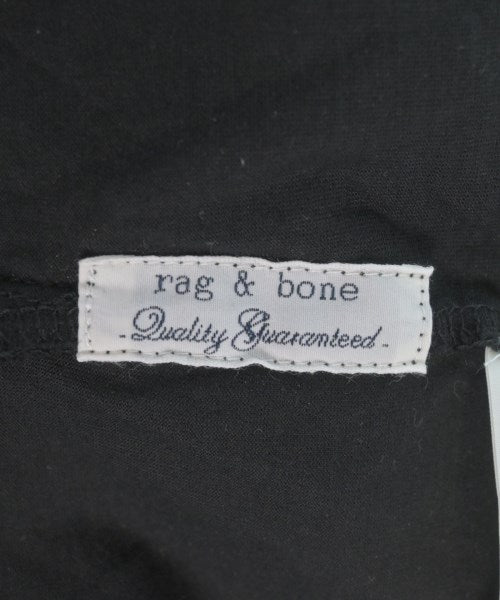 rag & bone
- Quality Guaranteed -